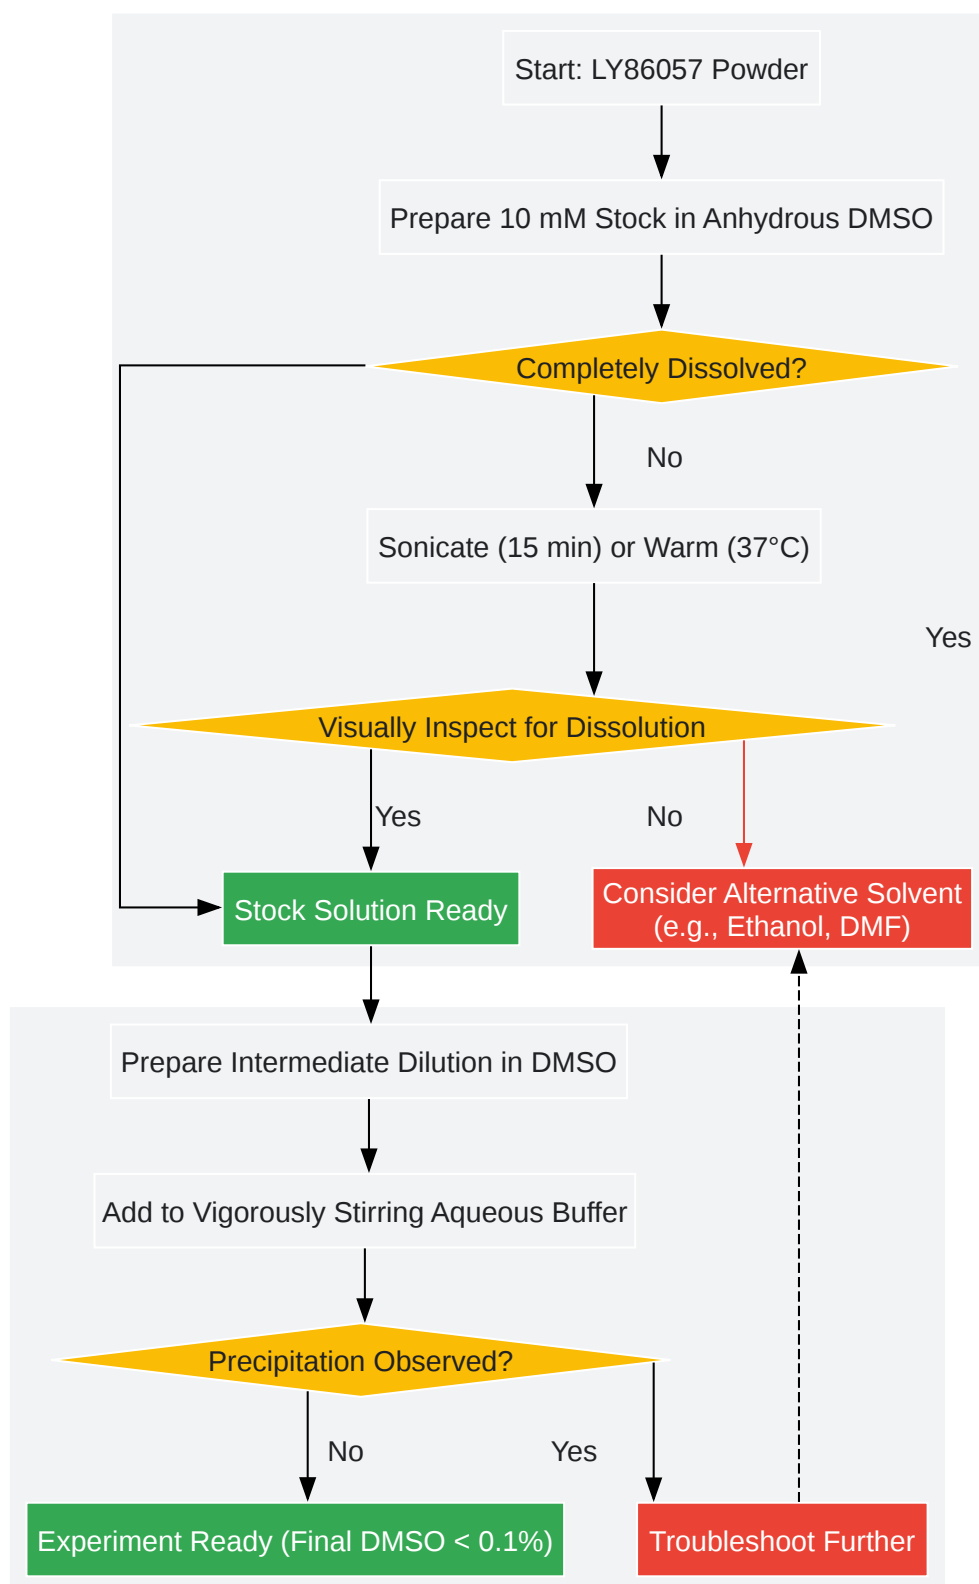 Start: LY86057 Powder
Prepare 10 mM Stock in Anhydrous DMSO
Completely Dissolved?
No
Sonicate (15 min) or Warm (37°C)
Yes
Visually Inspect for Dissolution
Yes
No
Stock Solution Ready
Consider Alternative Solvent
(e.g., Ethanol, DMF)
Prepare Intermediate Dilution in DMSO
Add to Vigorously Stirring Aqueous Buffer
Precipitation Observed?
No
Yes
Experiment Ready (Final DMSO < 0.1%)
Troubleshoot Further